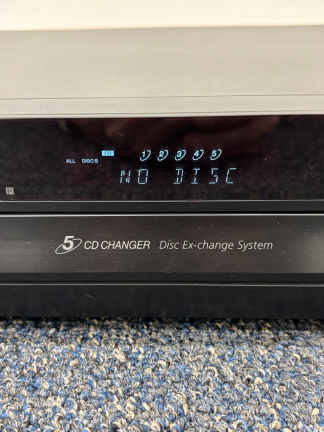 ALL DISCS 1 2 3 4 5
NO DISC
5 CD CHANGER Disc Ex-change System